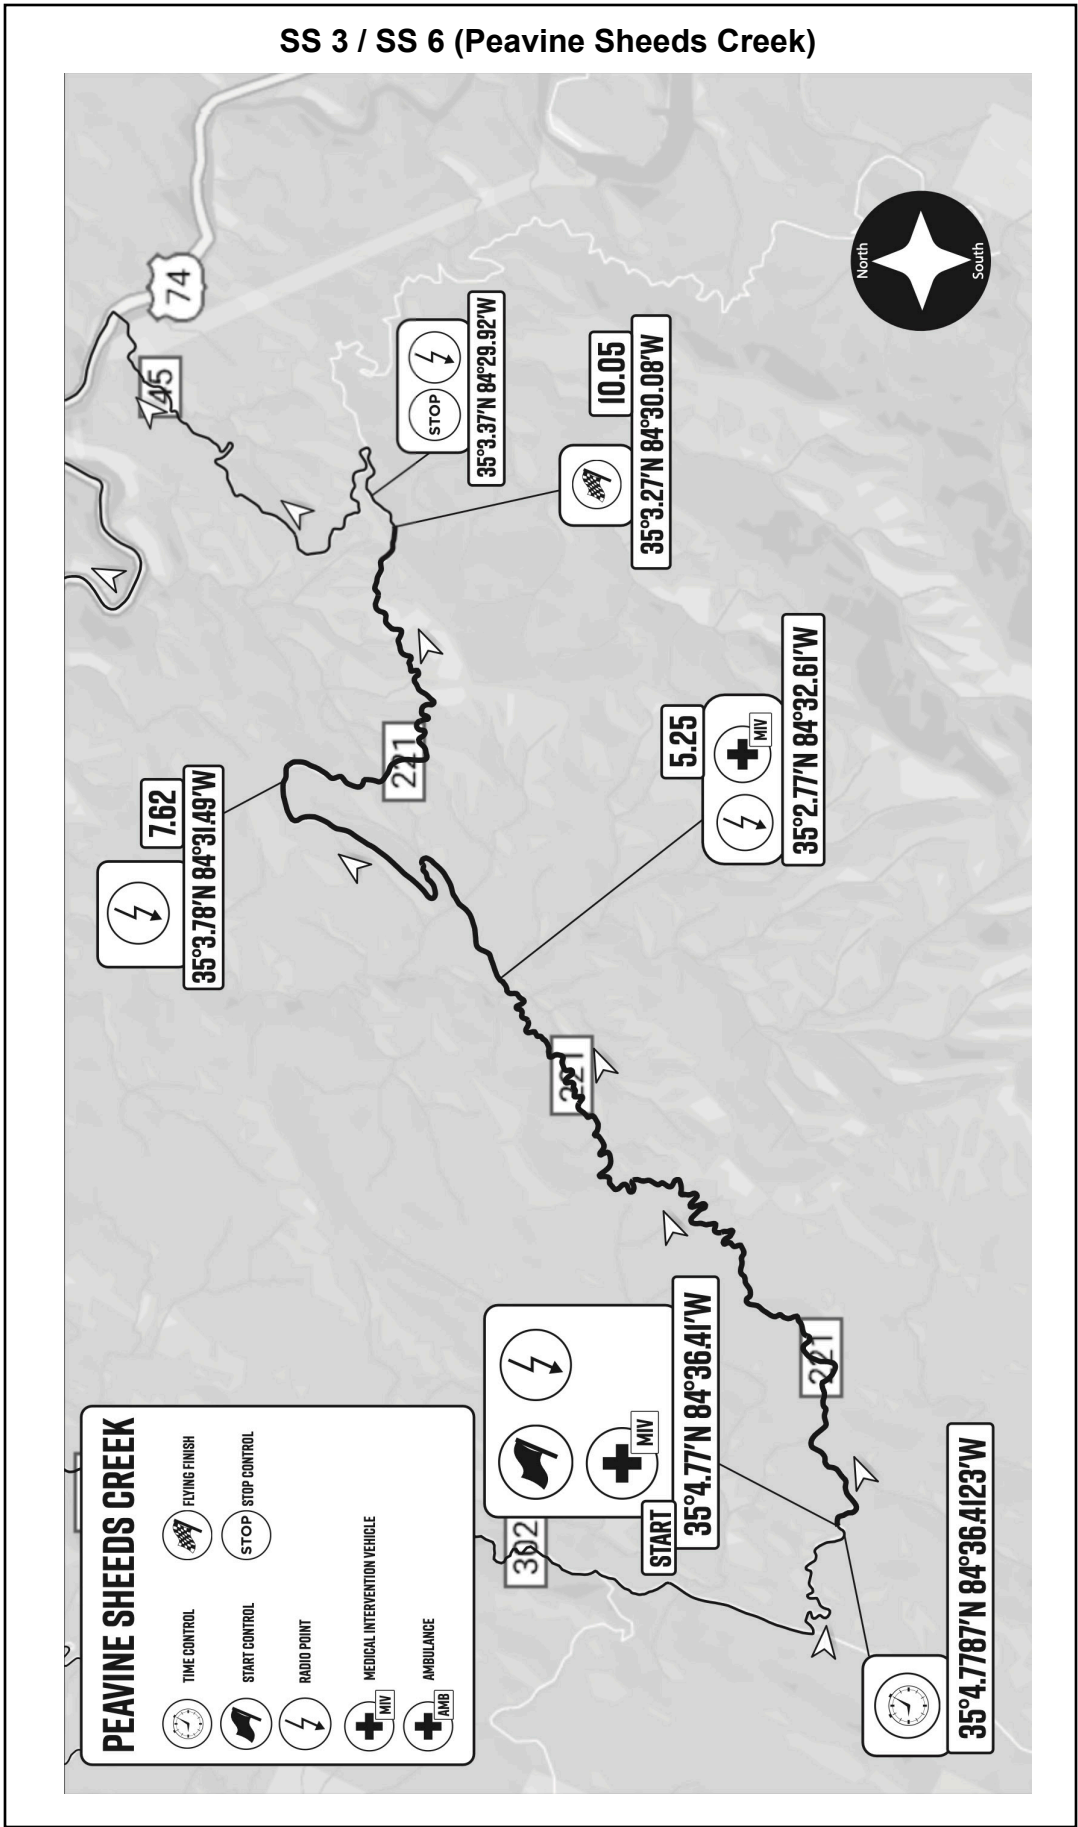 SS 3 / SS 6 (Peavine Sheeds Creek)
74
45
North
South
STOP
35°3.37'N 84°29.92'W
10.05
35°3.27'N 84°30.08'W
221
7.62
35°3.78'N 84°31.49'W
5.25
MIV
35°2.77'N 84°32.61'W
221
221
MIV
START
35°4.77'N 84°36.41'W
302
35°4.7787'N 84°36.4123'W
PEAVINE SHEEDS CREEK
TIME CONTROL
FLYING FINISH
START CONTROL
STOP
STOP CONTROL
RADIO POINT
MIV
MEDICAL INTERVENTION VEHICLE
AMB
AMBULANCE